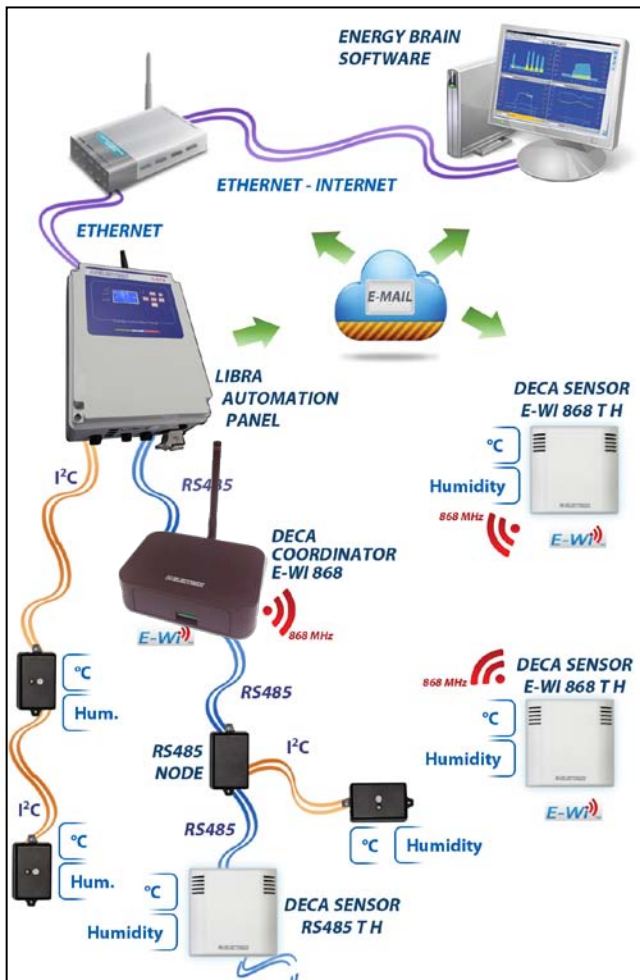 ENERGY BRAIN
SOFTWARE
ETHERNET - INTERNET
ETHERNET
E-MAIL
LIBRA
AUTOMATION
PANEL
DECA SENSOR
E-WI 868 T H
°C
Humidity
868 MHz
E-Wi
I²C
RS485
DECA
COORDINATOR
E-WI 868
868 MHz
E-Wi
°C
Hum.
RS485
DECA SENSOR
E-WI 868 T H
868 MHz
°C
Humidity
E-Wi
RS485
NODE
I²C
I²C
RS485
°C
Hum.
°C
Humidity
°C
Humidity
DECA SENSOR
RS485 T H